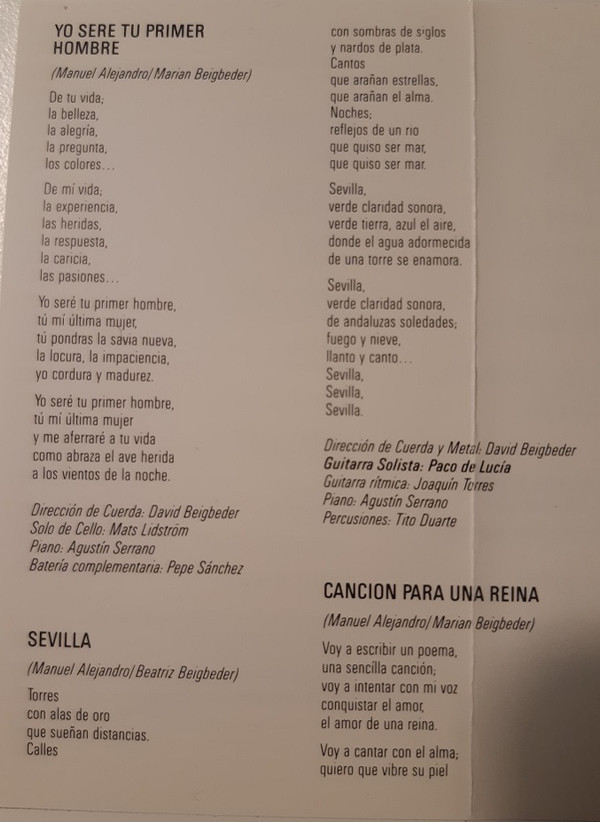 YO SERE TU PRIMER
HOMBRE
(Manuel Alejandro/Marian Beigbeder)
De tu vida;
la belleza,
la alegría,
la pregunta,
los colores...
De mí vida;
la experiencia,
las heridas,
la respuesta,
la caricia,
las pasiones...
Yo seré tu primer hombre,
tú mí última mujer,
tú pondras la savia nueva,
la locura, la impaciencia,
yo cordura y madurez.
Yo seré tu primer hombre,
tú mí última mujer
y me aferraré a tu vida
como abraza el ave herida
a los vientos de la noche.
Dirección de Cuerda: David Beigbeder
Solo de Cello: Mats Lidström
Piano: Agustín Serrano
Batería complementaria: Pepe Sánchez
SEVILLA
(Manuel Alejandro/Beatriz Beigbeder)
Torres
con alas de oro
que sueñan distancias.
Calles
con sombras de siglos
y nardos de plata.
Cantos
que arañan estrellas,
que arañan el alma.
Noches;
reflejos de un rio
que quiso ser mar,
que quiso ser mar.
Sevilla,
verde claridad sonora,
verde tierra, azul el aire,
donde el agua adormecida
de una torre se enamora.
Sevilla,
verde claridad sonora,
de andaluzas soledades;
fuego y nieve,
llanto y canto...
Sevilla,
Sevilla,
Sevilla.
Dirección de Cuerda y Metal: David Beigbeder
Guitarra Solista: Paco de Lucía
Guitarra rítmica: Joaquín Torres
Piano: Agustín Serrano
Percusiones: Tito Duarte
CANCION PARA UNA REINA
(Manuel Alejandro/Marian Beigbeder)
Voy a escribir un poema,
una sencílla canción;
voy a intentar con mi voz
conquistar el amor,
el amor de una reina.
Voy a cantar con el alma;
quiero que vibre su piel